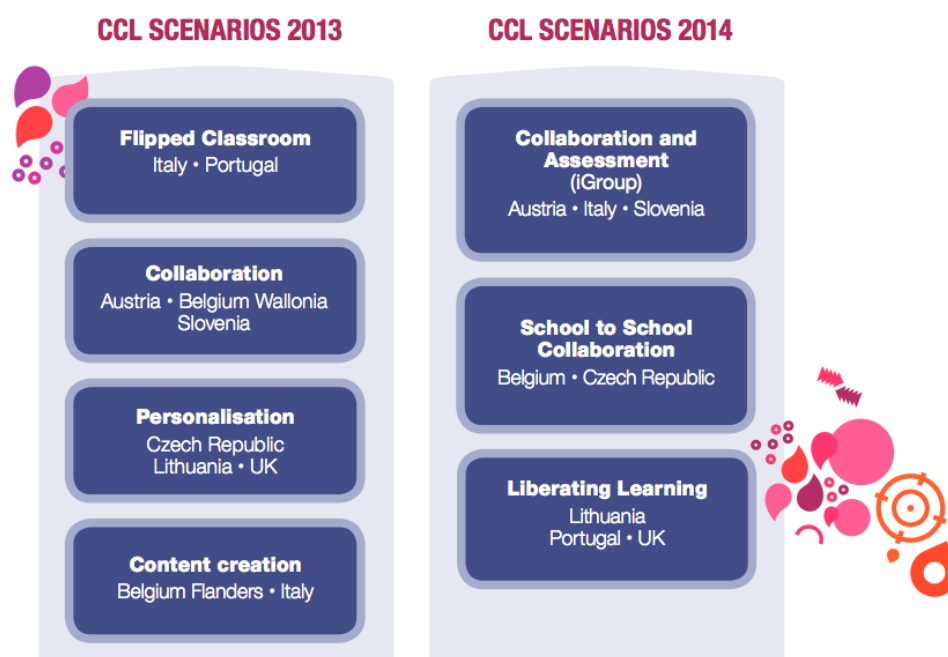 CCL SCENARIOS 2013
Flipped Classroom
Italy • Portugal
Collaboration
Austria • Belgium Wallonia
Slovenia
Personalisation
Czech Republic
Lithuania • UK
Content creation
Belgium Flanders • Italy
CCL SCENARIOS 2014
Collaboration and
Assessment
(iGroup)
Austria • Italy • Slovenia
School to School
Collaboration
Belgium • Czech Republic
Liberating Learning
Lithuania
Portugal • UK